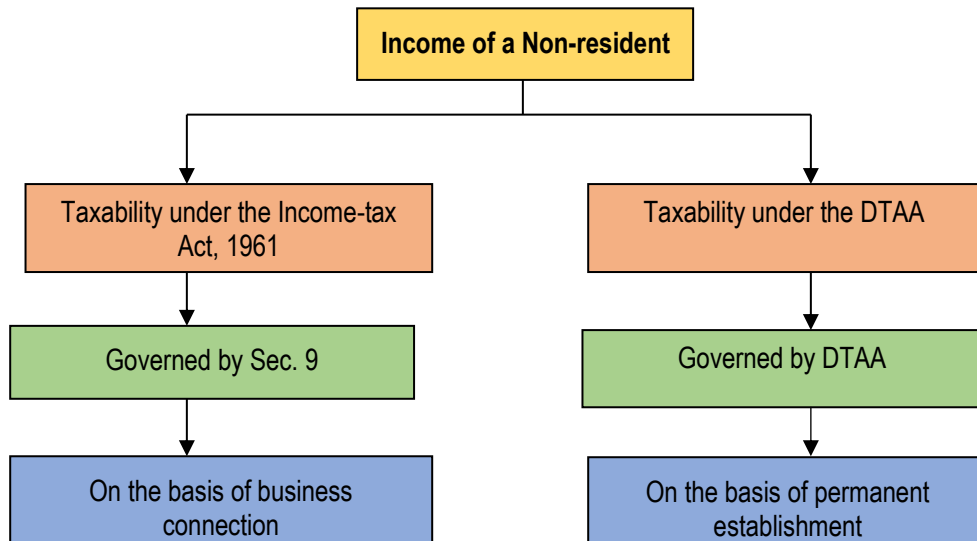 Income of a Non-resident
Taxability under the Income-tax
Act, 1961
Taxability under the DTAA
Governed by Sec. 9
Governed by DTAA
On the basis of business
connection
On the basis of permanent
establishment